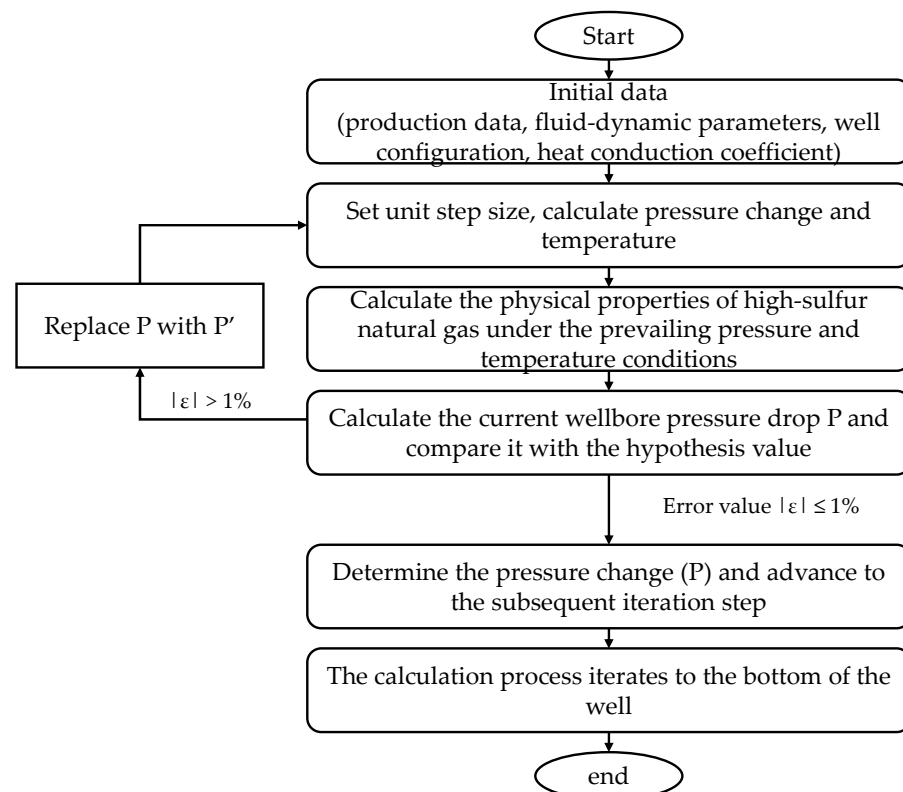 Start
Initial data
(production data, fluid-dynamic parameters, well
configuration, heat conduction coefficient)
Set unit step size, calculate pressure change and
temperature
Calculate the physical properties of high-sulfur
natural gas under the prevailing pressure and
temperature conditions
Replace P with P’
|ε| > 1%
Calculate the current wellbore pressure drop P and
compare it with the hypothesis value
Error value |ε| ≤ 1%
Determine the pressure change (P) and advance to
the subsequent iteration step
The calculation process iterates to the bottom of the
well
end